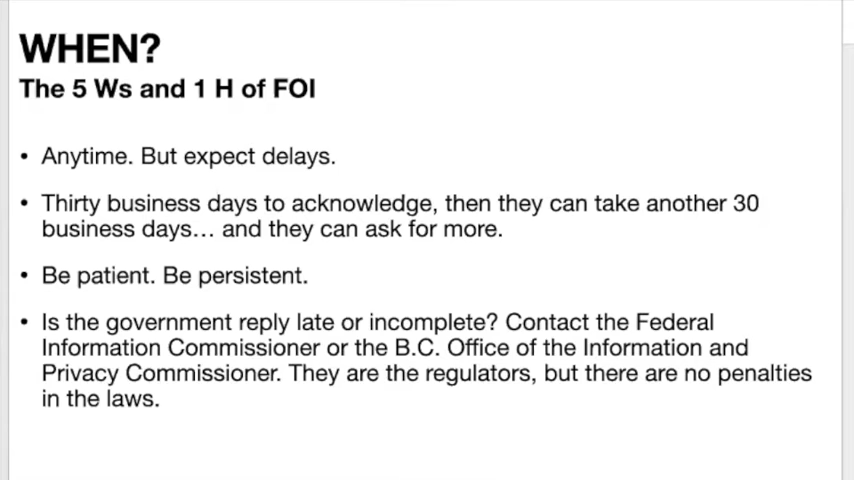 WHEN?
The 5 Ws and 1 H of FOI
• Anytime. But expect delays.
• Thirty business days to acknowledge, then they can take another 30
business days… and they can ask for more.
• Be patient. Be persistent.
• Is the government reply late or incomplete? Contact the Federal
Information Commissioner or the B.C. Office of the Information and
Privacy Commissioner. They are the regulators, but there are no penalties
in the laws.